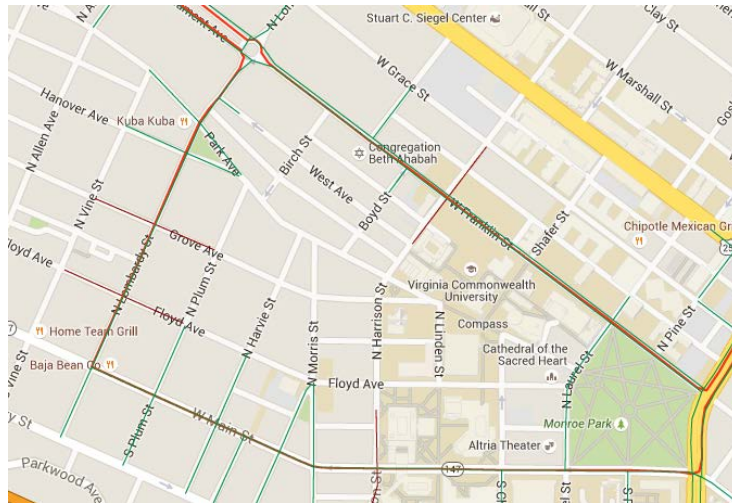 Stuart C. Siegel Center
Clay St
W Marshall St
W Grace St
N Allen Ave
Hanover Ave
Kuba Kuba
Park Ave
Birch St
West Ave
Congregation
Beth Ahabah
Boyd St
W Franklin St
Shafer St
Chipotle Mexican Gr
N Vine St
Grove Ave
N Plum St
N Lombardy St
Floyd Ave
Floyd Ave
N Harvie St
N Morris St
N Harrison St
Virginia Commonwealth
University
Compass
N Linden St
Cathedral of the
Sacred Heart
N Pine St
N Laurel St
Home Team Grill
Baja Bean Co
Vine St
Floyd Ave
W Main St
S Plum St
Monroe Park
Altria Theater
147
Parkwood Ave